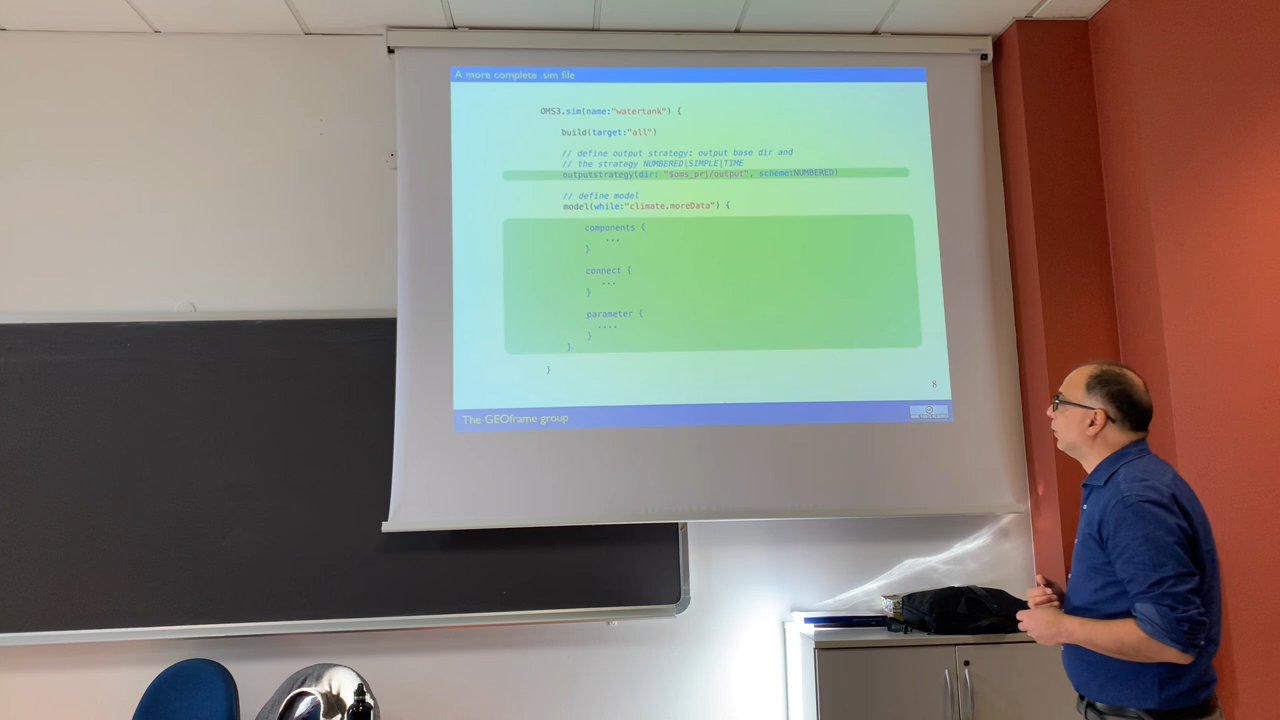 A more complete .sim file
OMS3.sim(name:"watertank") {
build(target:"all")
// define output strategy: output base dir and
// the strategy NUMBERED|SIMPLE|TIME
outputstrategy(dir: "$oms_prj/output", scheme:NUMBERED)
// define model
model(while:"climate.moreData") {
components {
...
}
connect {
...
}
parameter {
....
}
}
}
8
The GEOframe group